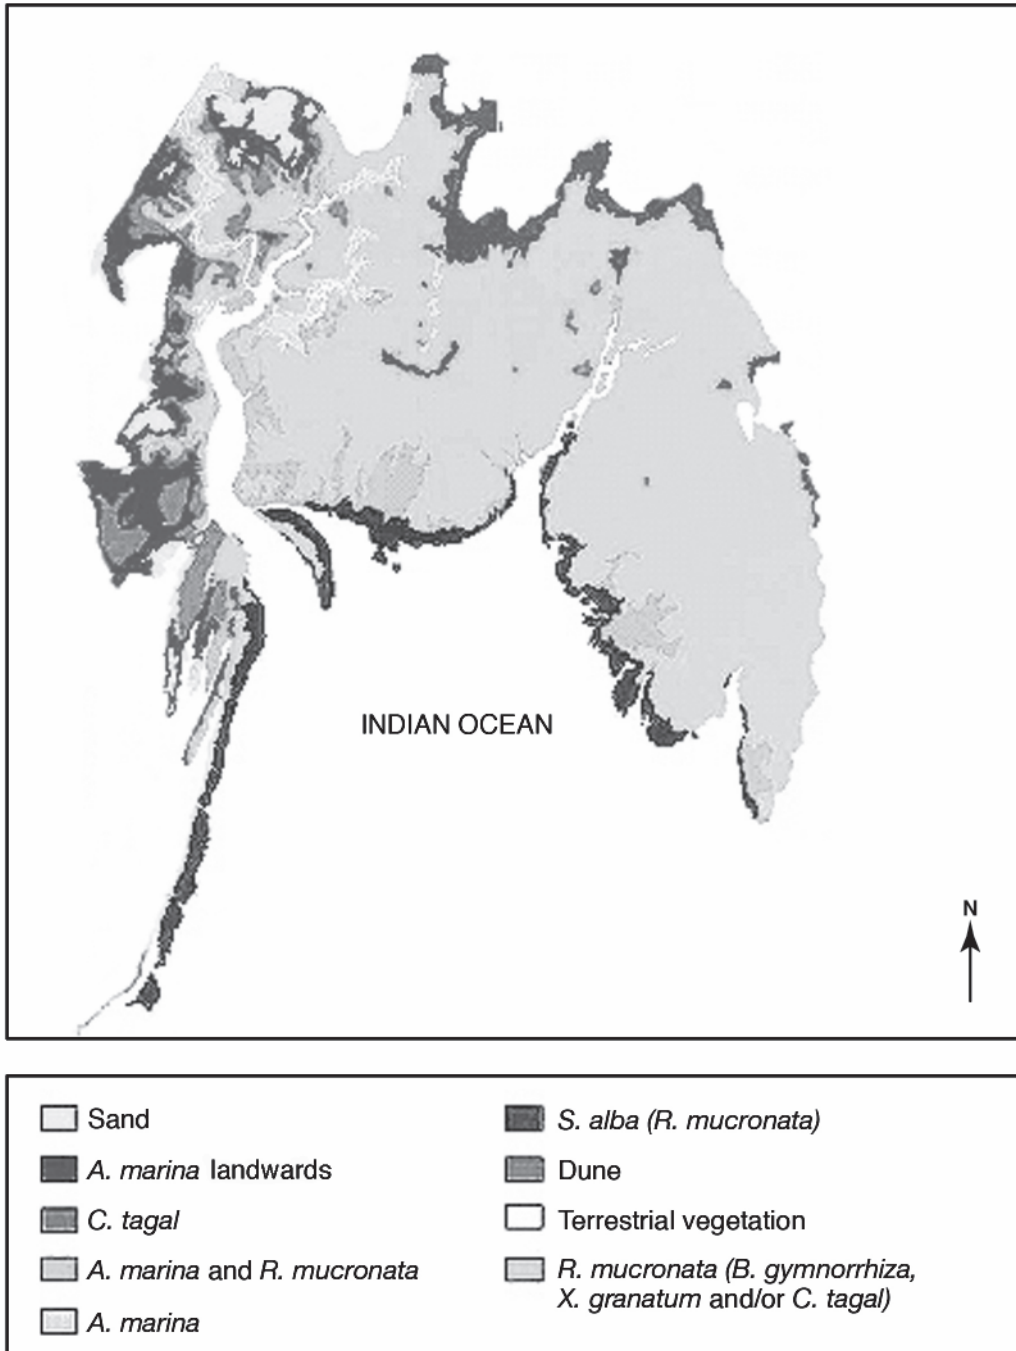 INDIAN OCEAN
N
Sand
A. marina landwards
C. tagal
A. marina and R. mucronata
A. marina
S. alba (R. mucronata)
Dune
Terrestrial vegetation
R. mucronata (B. gymnorrhiza,
X. granatum and/or C. tagal)